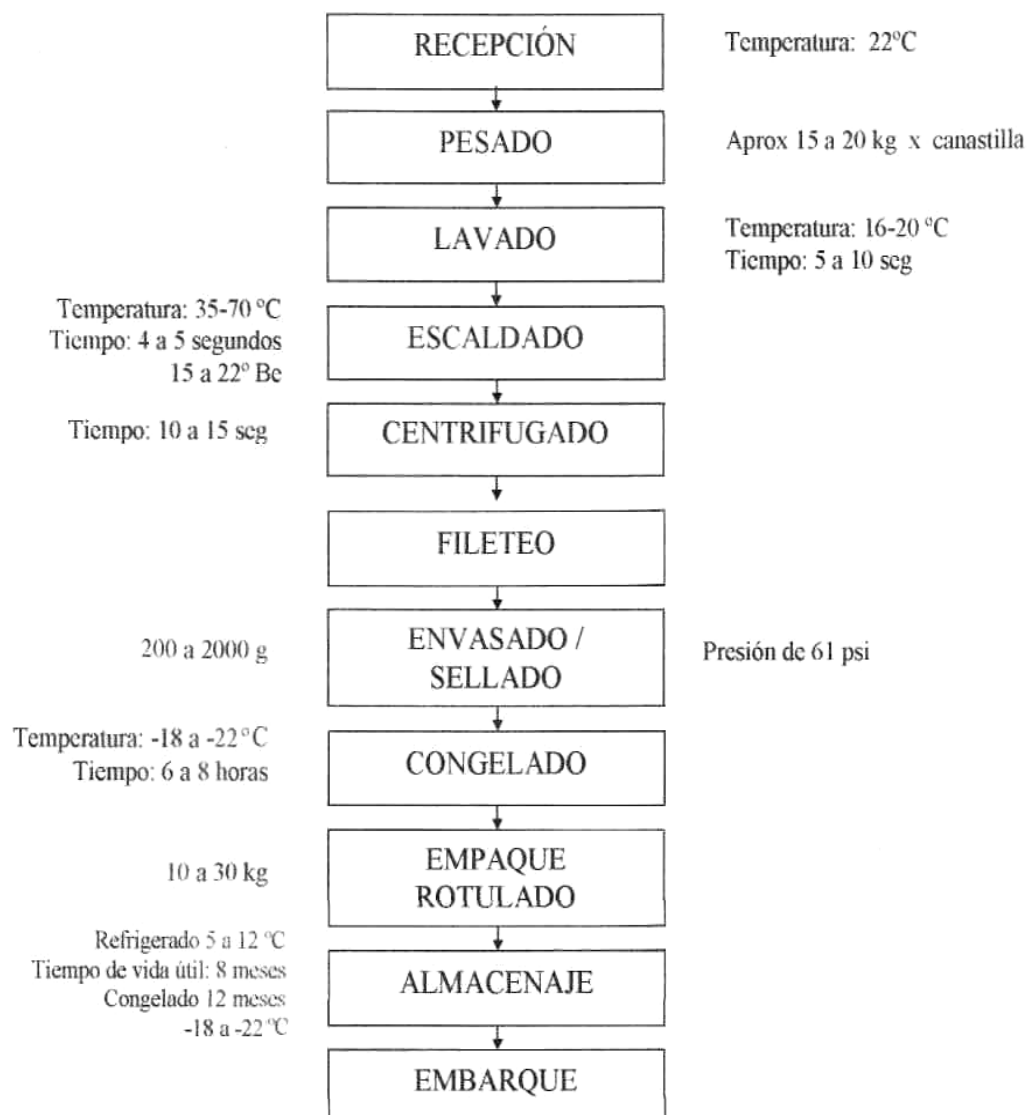 RECEPCIÓN
Temperatura: 22°C
PESADO
Aprox 15 a 20 kg x canastilla
LAVADO
Temperatura: 16-20 ºC
Tiempo: 5 a 10 seg
Temperatura: 35-70 ºC
Tiempo: 4 a 5 segundos
15 a 22º Be
ESCALDADO
Tiempo: 10 a 15 seg
CENTRIFUGADO
FILETEO
200 a 2000 g
ENVASADO /
SELLADO
Presión de 61 psi
Temperatura: -18 a -22°C
Tiempo: 6 a 8 horas
CONGELADO
10 a 30 kg
EMPAQUE
ROTULADO
Refrigerado 5 a 12 ºC
Tiempo de vida útil: 8 meses
Congelado 12 meses
-18 a -22ºC
ALMACENAJE
EMBARQUE